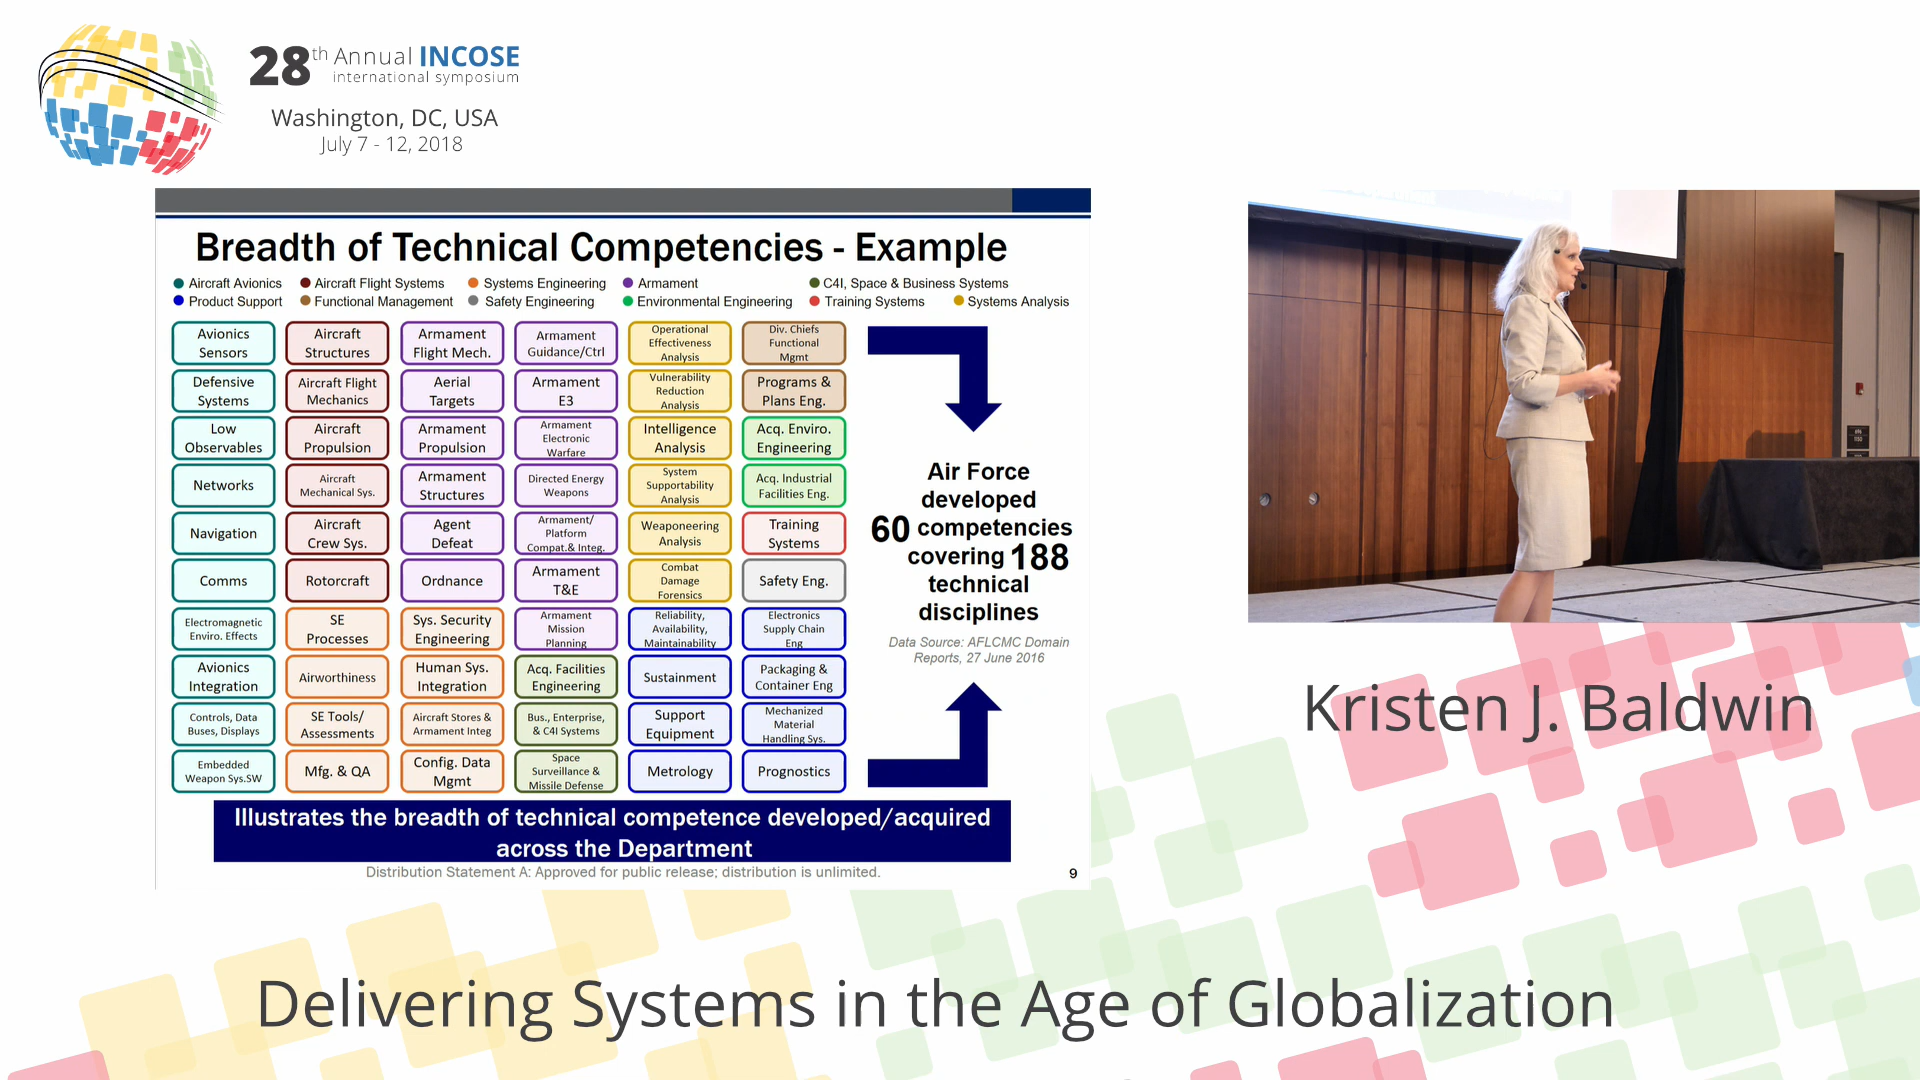 28th Annual INCOSE
international symposium
Washington, DC, USA
July 7 - 12, 2018
Breadth of Technical Competencies - Example
Aircraft Avionics
Aircraft Flight Systems
Systems Engineering
Armament
C4I, Space & Business Systems
Product Support
Functional Management
Safety Engineering
Environmental Engineering
Training Systems
Systems Analysis
Avionics
Sensors
Aircraft
Structures
Armament
Flight Mech.
Armament
Guidance/Ctrl
Operational
Effectiveness
Analysis
Div. Chiefs
Functional
Mgmt
Defensive
Systems
Aircraft Flight
Mechanics
Aerial
Targets
Armament
E3
Vulnerability
Reduction
Analysis
Programs &
Plans Eng.
Low
Observables
Aircraft
Propulsion
Armament
Propulsion
Armament
Electronic
Warfare
Intelligence
Analysis
Acq. Enviro.
Engineering
Networks
Aircraft
Mechanical Sys.
Armament
Structures
Directed Energy
Weapons
System
Supportability
Analysis
Acq. Industrial
Facilities Eng.
Navigation
Aircraft
Crew Sys.
Agent
Defeat
Armament/
Platform
Compat.& Integ.
Weaponeering
Analysis
Training
Systems
Comms
Rotorcraft
Ordnance
Armament
T&E
Combat
Damage
Forensics
Safety Eng.
Electromagnetic
Enviro. Effects
SE
Processes
Sys. Security
Engineering
Armament
Mission
Planning
Reliability,
Availability,
Maintainability
Electronics
Supply Chain
Eng
Avionics
Integration
Airworthiness
Human Sys.
Integration
Acq. Facilities
Engineering
Sustainment
Packaging &
Container Eng
Controls, Data
Buses, Displays
SE Tools/
Assessments
Aircraft Stores &
Armament Integ
Bus., Enterprise,
& C4I Systems
Support
Equipment
Mechanized
Material
Handling Sys.
Embedded
Weapon Sys.SW
Mfg. & QA
Config. Data
Mgmt
Space
Surveillance &
Missile Defense
Metrology
Prognostics
Air Force
developed
60 competencies
covering 188
technical
disciplines
Data Source: AFLCMC Domain
Reports, 27 June 2016
Illustrates the breadth of technical competence developed/acquired
across the Department
Distribution Statement A: Approved for public release; distribution is unlimited.
9
Kristen J. Baldwin
Delivering Systems in the Age of Globalization